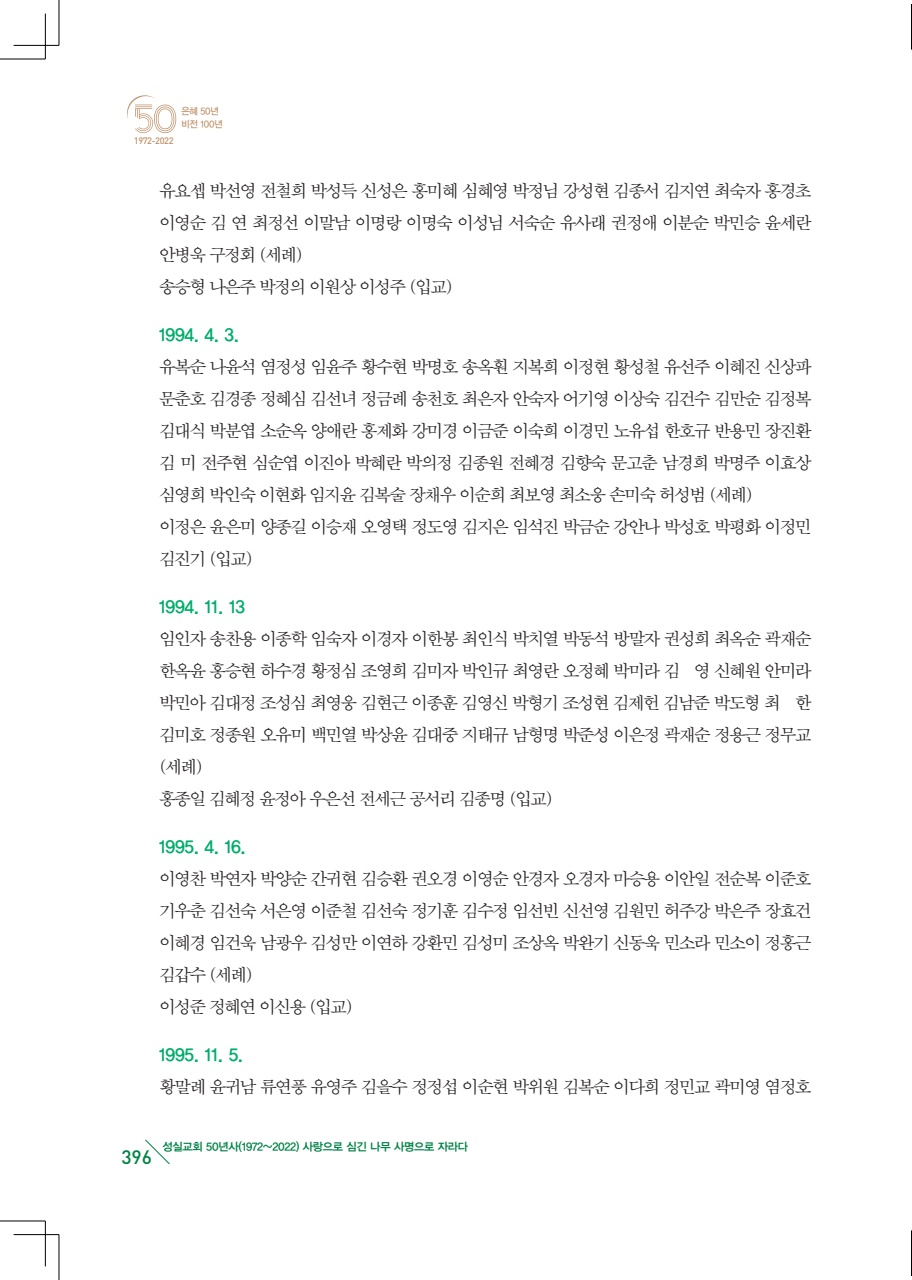 50 은혜 50년
비전 100년
1972-2022
유요셉 박선영 전철희 박성득 신성은 홍미혜 심혜영 박정님 강성현 김종서 김지연 최숙자 홍경초
이영순 김 연 최정선 이말남 이명랑 이명숙 이성님 서숙순 유사래 권정애 이분순 박민승 윤세란
안병욱 구정회 (세례)
송승형 나은주 박정의 이원상 이성주 (입교)
1994. 4. 3.
유복순 나윤석 염정성 임윤주 황수현 박명호 송옥훤 지복희 이정현 황성철 유선주 이혜진 신상파
문춘호 김경종 정혜심 김선녀 정금례 송천호 최은자 안숙자 어기영 이상숙 김건수 김만순 김정복
김대식 박분엽 소순옥 양애란 홍제화 강미경 이금준 이숙희 이경민 노유섭 한호규 반용민 장진환
김 미 전주현 심순엽 이진아 박혜란 박의정 김종원 전혜경 김향숙 문고춘 남경희 박명주 이효상
심영희 박인숙 이현화 임지윤 김복술 장채우 이순희 최보영 최소웅 손미숙 허성범 (세례)
이정은 윤은미 양종길 이승재 오영택 정도영 김지은 임석진 박금순 강안나 박성호 박평화 이정민
김진기 (입교)
1994. 11. 13
임인자 송찬용 이종학 임숙자 이경자 이한봉 최인식 박치열 박동석 방말자 권성희 최옥순 곽재순
한옥윤 홍승현 하수경 황정심 조영희 김미자 박인규 최영란 오정혜 박미라 김 영 신혜원 안미라
박민아 김대정 조성심 최영웅 김현근 이종훈 김영신 박형기 조성현 김제헌 김남준 박도형 최 한
김미호 정종원 오유미 백민열 박상윤 김대중 지태규 남형명 박준성 이은정 곽재순 정용근 정무교
(세례)
홍종일 김혜정 윤정아 우은선 전세근 공서리 김종명 (입교)
1995. 4. 16.
이영찬 박연자 박양순 간귀현 김승환 권오경 이영순 안경자 오경자 마승용 이안일 전순복 이준호
기우춘 김선숙 서은영 이준철 김선숙 정기훈 김수정 임선빈 신선영 김원민 허주강 박은주 장효건
이혜경 임건욱 남광우 김성만 이연하 강환민 김성미 조상옥 박완기 신동욱 민소라 민소이 정홍근
김갑수 (세례)
이성준 정혜연 이신용 (입교)
1995. 11. 5.
황말례 윤귀남 류연풍 유영주 김을수 정정섭 이순현 박위원 김복순 이다희 정민교 곽미영 염정호
396 성실교회 50년사(1972~2022) 사랑으로 심긴 나무 사명으로 자라다